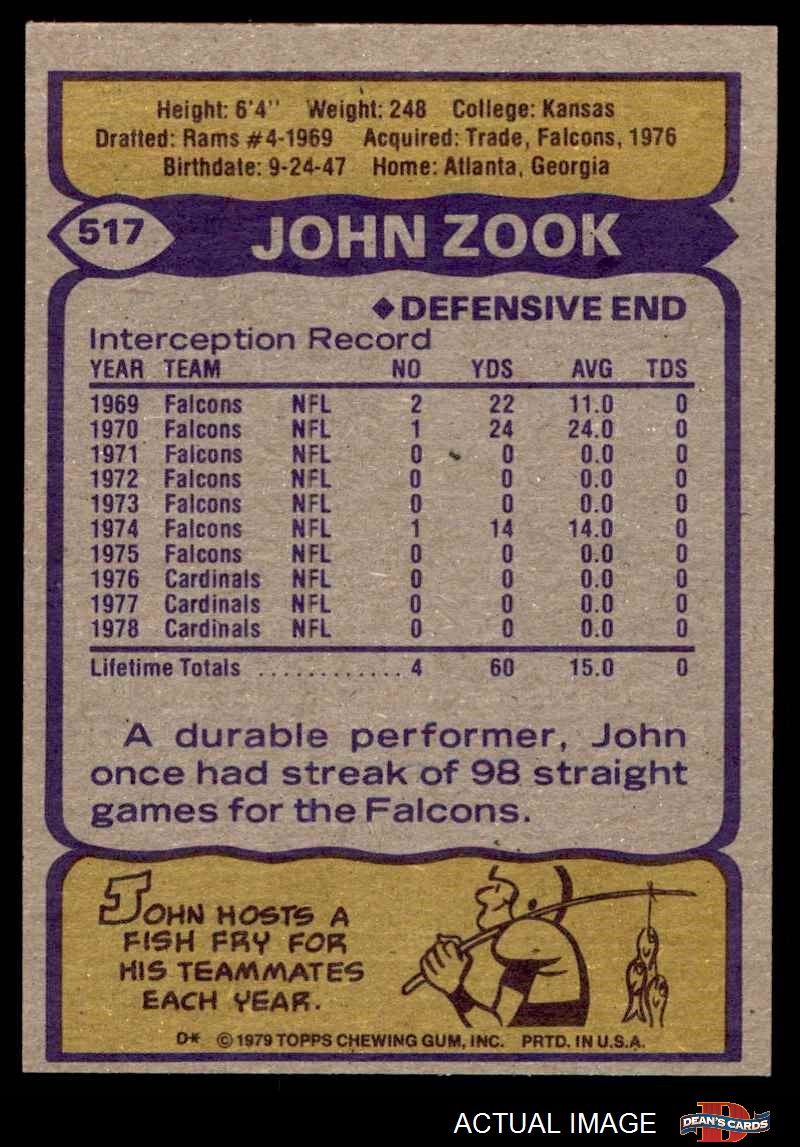 Height: 6'4'' Weight: 248 College: Kansas
Drafted: Rams #4-1969 Acquired: Trade, Falcons, 1976
Birthdate: 9-24-47 Home: Atlanta, Georgia
517 JOHN ZOOK
◆DEFENSIVE END
Interception Record
YEAR TEAM NO YDS AVG TDS
1969 Falcons NFL 2 22 11.0 0
1970 Falcons NFL 1 24 24.0 0
1971 Falcons NFL 0 0 0.0 0
1972 Falcons NFL 0 0 0.0 0
1973 Falcons NFL 0 0 0.0 0
1974 Falcons NFL 1 14 14.0 0
1975 Falcons NFL 0 0 0.0 0
1976 Cardinals NFL 0 0 0.0 0
1977 Cardinals NFL 0 0 0.0 0
1978 Cardinals NFL 0 0 0.0 0
Lifetime Totals ............ 4 60 15.0 0
A durable performer, John
once had streak of 98 straight
games for the Falcons.
JOHN HOSTS A
FISH FRY FOR
HIS TEAMMATES
EACH YEAR.
D* © 1979 TOPPS CHEWING GUM, INC. PRTD. IN U.S.A.
ACTUAL IMAGE
D
DEAN'S CARDS